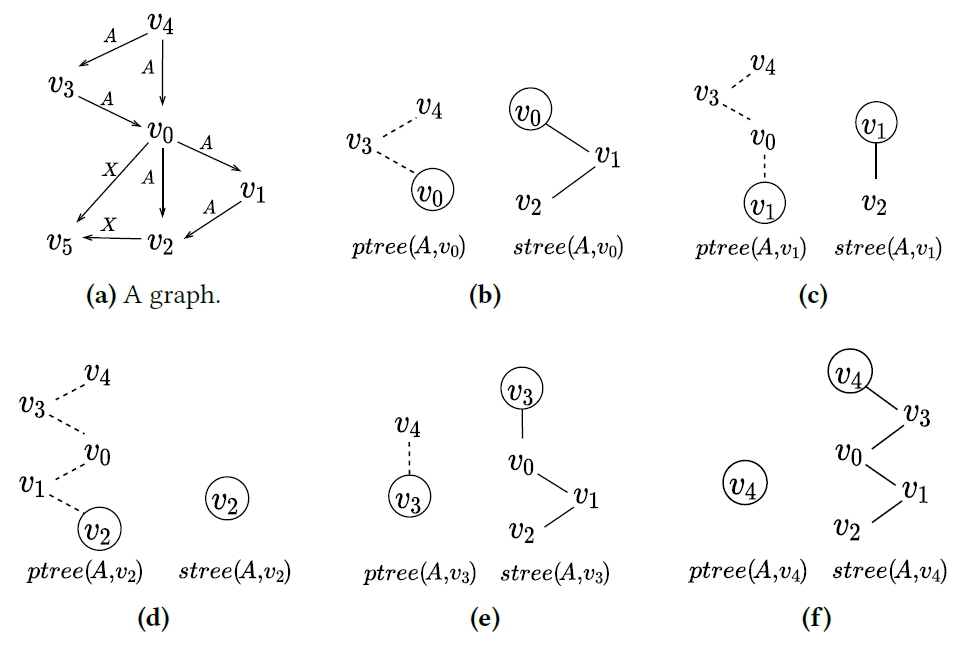 v4
A
A
v3
A
v0
A
X
A
v1
A
X
v5
v2
(a) A graph.
v4
v3
v0
ptree(A,v0)
v0
v1
v2
stree(A,v0)
(b)
v4
v3
v0
v1
ptree(A,v1)
v1
v2
stree(A,v1)
(c)
v4
v3
v0
v1
v2
ptree(A,v2)
v2
stree(A,v2)
(d)
v4
v3
ptree(A,v3)
v3
v0
v1
v2
stree(A,v3)
(e)
v4
ptree(A,v4)
v4
v3
v0
v1
v2
stree(A,v4)
(f)